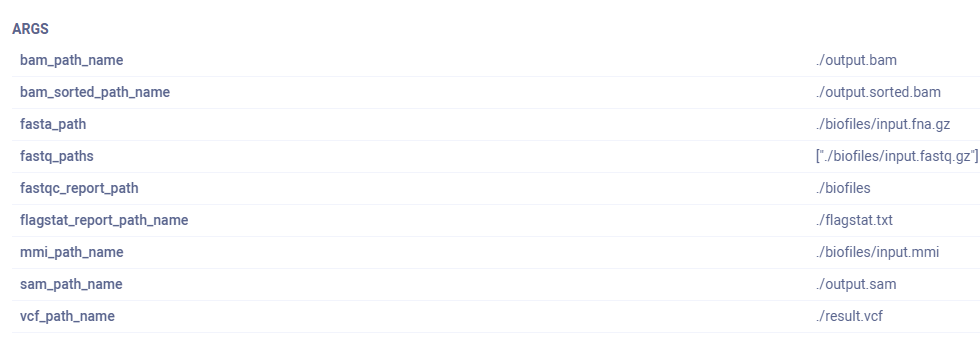 ARGS
bam_path_name ./output.bam
bam_sorted_path_name ./output.sorted.bam
fasta_path ./biofiles/input.fna.gz
fastq_paths ["./biofiles/input.fastq.gz"]
fastqc_report_path ./biofiles
flagstat_report_path_name ./flagstat.txt
mmi_path_name ./biofiles/input.mmi
sam_path_name ./output.sam
vcf_path_name ./result.vcf